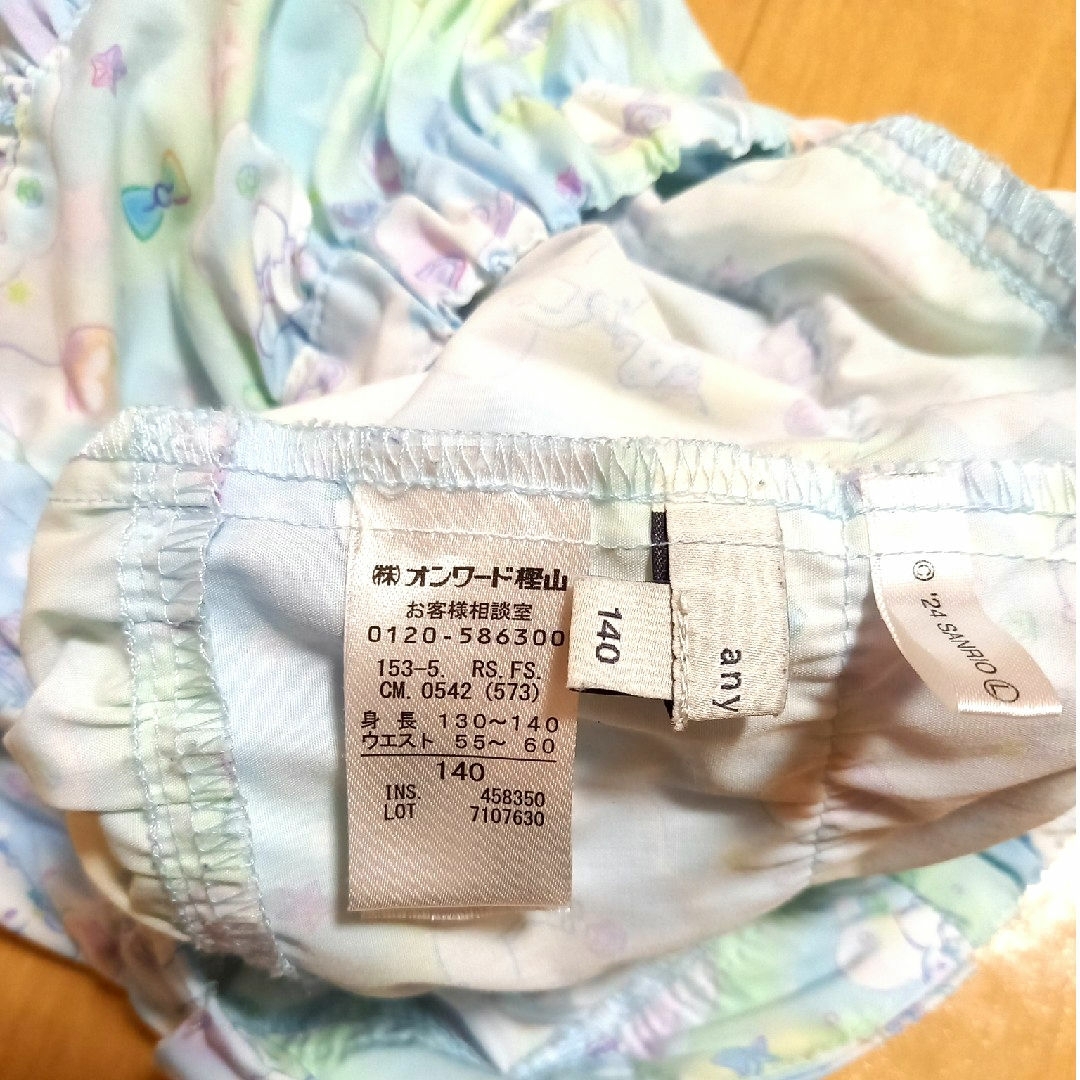 ㈱オンワード樫山
お客様相談室
0120-586300
153-5. RS. FS.
CM. 0542 (573)
身 長 130～140
ウエスト 55～ 60
140
INS. 458350
LOT 7107630
140
any
© '24 SANRIO Ⓛ